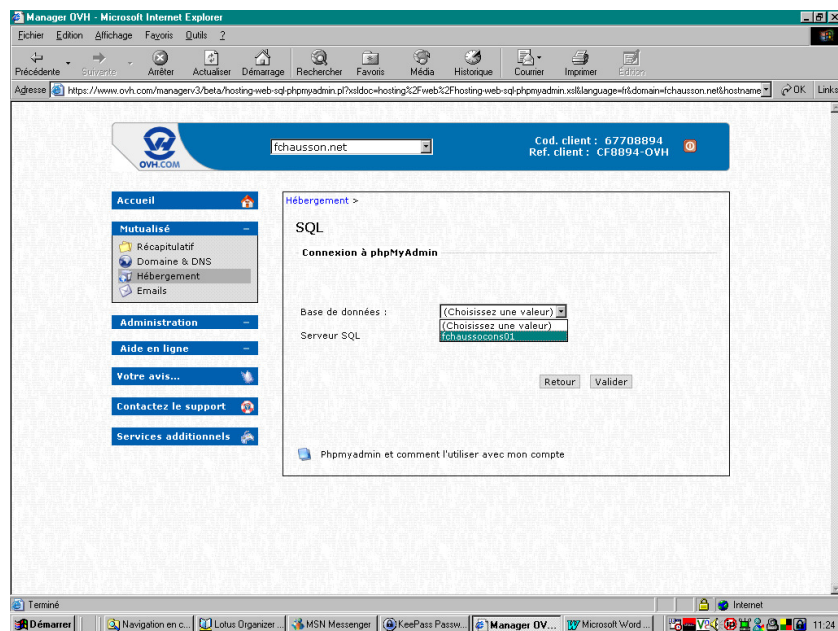 Manager OVH - Microsoft Internet Explorer
Fichier Edition Affichage Favoris Outils ?
Précédente Suivante Arrêter Actualiser Démarrage Rechercher Favoris Média Historique Courrier Imprimer Edition
Adresse https://www.ovh.com/managerv3/beta/hosting-web-sql-phpmyadmin.pl?xsldoc=hosting%2Fweb%2Fhosting-web-sql-phpmyadmin.xsl&language=fr&domain=fchausson.net&hostname OK Links
OVH.COM
fchausson.net
Cod. client : 67708894
Ref. client : CF8894-OVH
Accueil
Mutualisé
Récapitulatif
Domaine & DNS
Hébergement
Emails
Administration
Aide en ligne
Votre avis...
Contactez le support
Services additionnels
Hébergement >
SQL
Connexion à phpMyAdmin
Base de données : (Choisissez une valeur)
(Choisissez une valeur)
Serveur SQL fchaussocons01
Retour Valider
Phpmyadmin et comment l'utiliser avec mon compte
Terminé Internet
Démarrer Navigation en c... Lotus Organizer ... MSN Messenger KeePass Passw... Manager OV... Microsoft Word ... 11:24